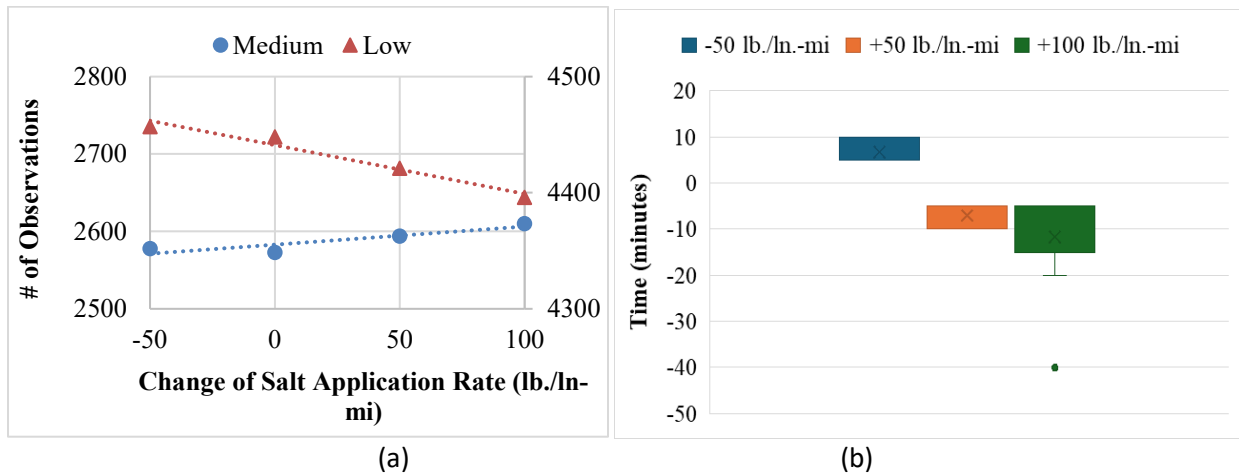 Medium Low
2800
2700
2600
2500
4500
4400
4300
# of Observations
-50 0 50 100
Change of Salt Application Rate (lb./ln-
mi)
(a)
-50 lb./ln.-mi +50 lb./ln.-mi +100 lb./ln.-mi
20
10
0
-10
-20
-30
-40
-50
Time (minutes)
(b)